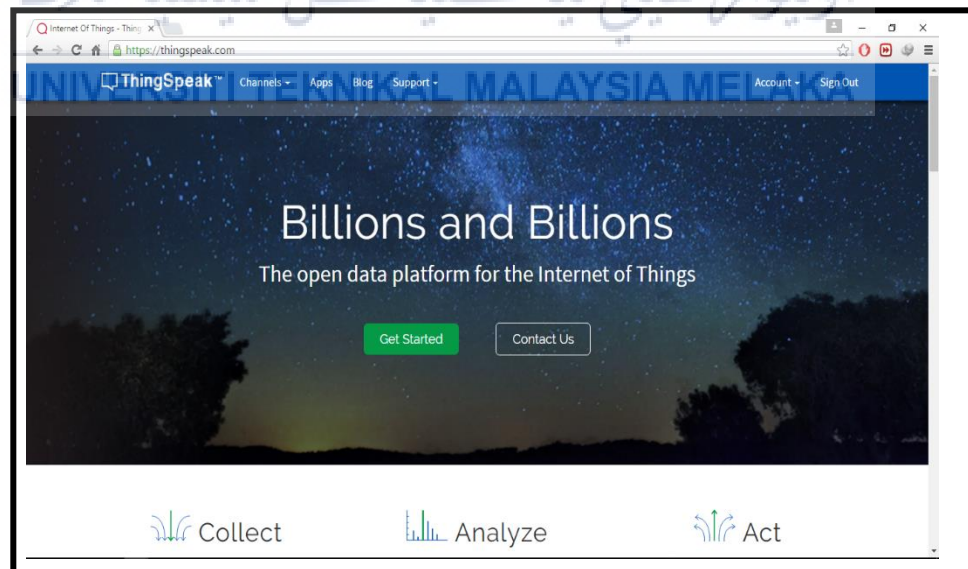 Internet Of Things - Thing
https://thingspeak.com
ThingSpeak™ Channels Apps Blog Support Account Sign Out
UNIVERSITI TEKNIKAL MALAYSIA MELAKA
Billions and Billions
The open data platform for the Internet of Things
Get Started Contact Us
Collect Analyze Act